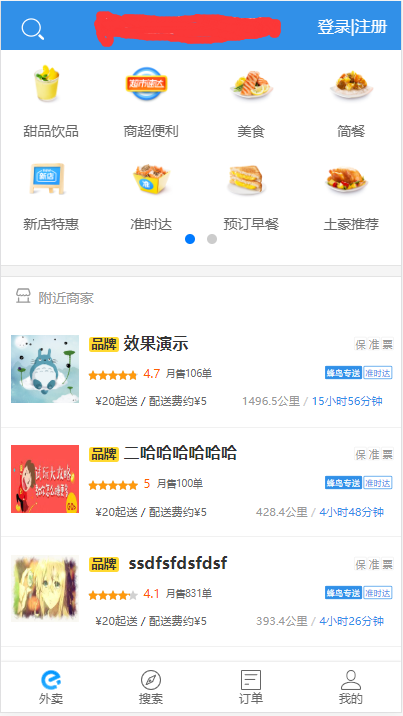 登录|注册
超市速达
甜品饮品 商超便利 美食 简餐
新店
准
新店特惠 准时达 预订早餐 土豪推荐
附近商家
品牌 效果演示 保准票
4.7 月售106单 蜂鸟专送 准时达
¥20起送 / 配送费约¥5 1496.5公里 / 15小时56分钟
品牌 二哈哈哈哈哈哈 保准票
5 月售100单 蜂鸟专送 准时达
¥20起送 / 配送费约¥5 428.4公里 / 4小时48分钟
品牌 ssdfsfdsfdsf 保准票
4.1 月售831单 蜂鸟专送 准时达
¥20起送 / 配送费约¥5 393.4公里 / 4小时26分钟
外卖 搜索 订单 我的